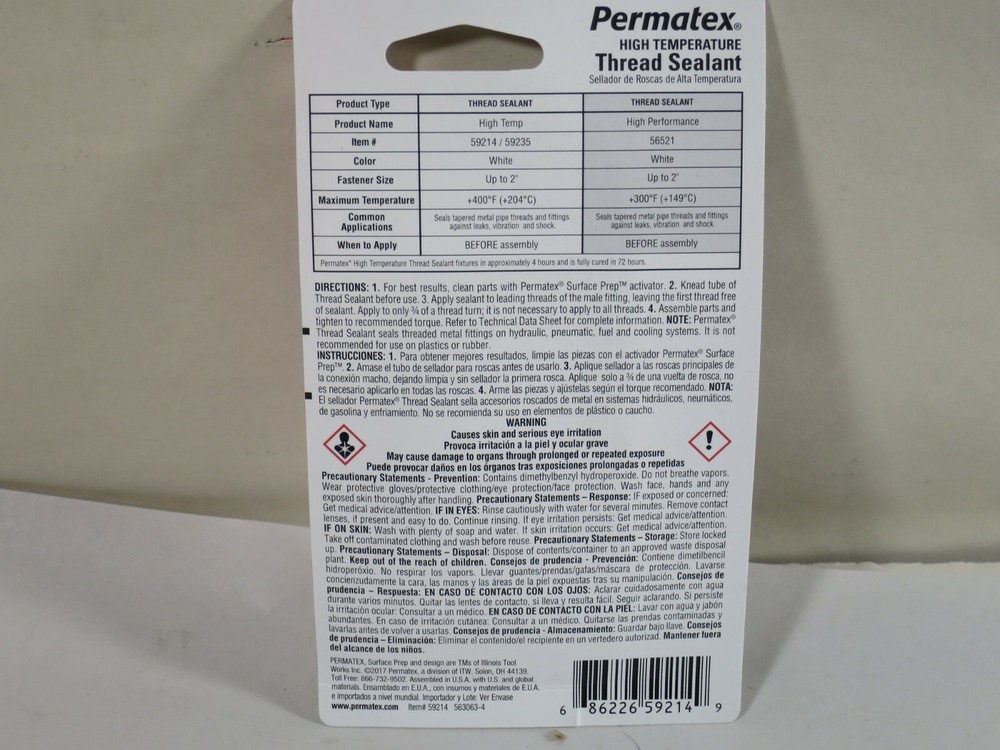 Permatex®
HIGH TEMPERATURE
Thread Sealant
Sellador de Roscas de Alta Temperatura
Product Type THREAD SEALANT THREAD SEALANT
Product Name High Temp High Performance
Item # 59214 / 59235 56521
Color White White
Fastener Size Up to 2" Up to 2"
Maximum Temperature +400°F (+204°C) +300°F (+149°C)
Common Applications Seals tapered metal pipe threads and fittings against leaks, vibration and shock. Seals tapered metal pipe threads and fittings against leaks, vibration and shock.
When to Apply BEFORE assembly BEFORE assembly
Permatex® High Temperature Thread Sealant fixtures in approximately 4 hours and is fully cured in 72 hours.
DIRECTIONS: 1. For best results, clean parts with Permatex® Surface Prep™ activator. 2. Knead tube of
Thread Sealant before use. 3. Apply sealant to leading threads of the male fitting, leaving the first thread free
of sealant. Apply to only ¾ of a thread turn; it is not necessary to apply to all threads. 4. Assemble parts and
tighten to recommended torque. Refer to Technical Data Sheet for complete information. NOTE: Permatex®
Thread Sealant seals threaded metal fittings on hydraulic, pneumatic, fuel and cooling systems. It is not
recommended for use on plastics or rubber.
INSTRUCCIONES: 1. Para obtener mejores resultados, limpie las piezas con el activador Permatex® Surface
Prep™. 2. Amase el tubo de sellador para roscas antes de usarlo. 3. Aplique sellador a las roscas principales de
la conexión macho, dejando limpia y sin sellador la primera rosca. Aplique solo a ¾ de una vuelta de rosca, no
es necesario aplicarlo en todas las roscas. 4. Arme las piezas y ajústelas según el torque recomendado. NOTA:
El sellador Permatex® Thread Sealant sella accesorios roscados de metal en sistemas hidráulicos, neumáticos,
de gasolina y enfriamiento. No se recomienda su uso en elementos de plástico o caucho.
WARNING
Causes skin and serious eye irritation
Provoca irritación a la piel y ocular grave
May cause damage to organs through prolonged or repeated exposure
Puede provocar daños en los órganos tras exposiciones prolongadas o repetidas
Precautionary Statements - Prevention: Contains dimethylbenzyl hydroperoxide. Do not breathe vapors.
Wear protective gloves/protective clothing/eye protection/face protection. Wash face, hands and any
exposed skin thoroughly after handling. Precautionary Statements – Response: IF exposed or concerned:
Get medical advice/attention. IF IN EYES: Rinse cautiously with water for several minutes. Remove contact
lenses, if present and easy to do. Continue rinsing. If eye irritation persists: Get medical advice/attention.
IF ON SKIN: Wash with plenty of soap and water. If skin irritation occurs: Get medical advice/attention.
Take off contaminated clothing and wash before reuse. Precautionary Statements – Storage: Store locked
up. Precautionary Statements – Disposal: Dispose of contents/container to an approved waste disposal
plant. Keep out of the reach of children. Consejos de prudencia - Prevención: Contiene dimetilbencil
hidroperóxio. No respirar los vapors. Llevar guantes/prendas/gafas/máscara de protección. Lavarse
concienzudamente la cara, las manos y las áreas de la piel expuestas tras su manipulación. Consejos de
prudencia – Respuesta: EN CASO DE CONTACTO CON LOS OJOS: Aclarar cuidadosamente con agua
durante varios minutos. Quitar las lentes de contacto, si lleva y resulta fácil. Seguir aclarando. Si persiste
la irritación ocular: Consultar a un médico. EN CASO DE CONTACTO CON LA PIEL: Lavar con agua y jabón
abundantes. En caso de irritación cutánea: Consultar a un médico. Quitarse las prendas contaminadas y
lavarlas antes de volver a usarlas. Consejos de prudencia - Almacenamiento: Guardar bajo llave. Consejos
de prudencia – Eliminación: Eliminar el contenido/el recipiente en un vertedero autorizado. Mantener fuera
del alcance de los niños.
PERMATEX, Surface Prep and design are TMs of Illinois Tool
Works Inc. ©2017 Permatex, a division of ITW. Solon, OH 44139.
Toll Free: 866-732-9502. Assembled in U.S.A. with U.S. and global
materials. Ensamblado en E.U.A., con insumos y materiales de E.U.A.
e importados a nivel mundial. Importador y Lote: Ver Envase
www.permatex.com Item# 59214 563063-4
6 86226 59214 9